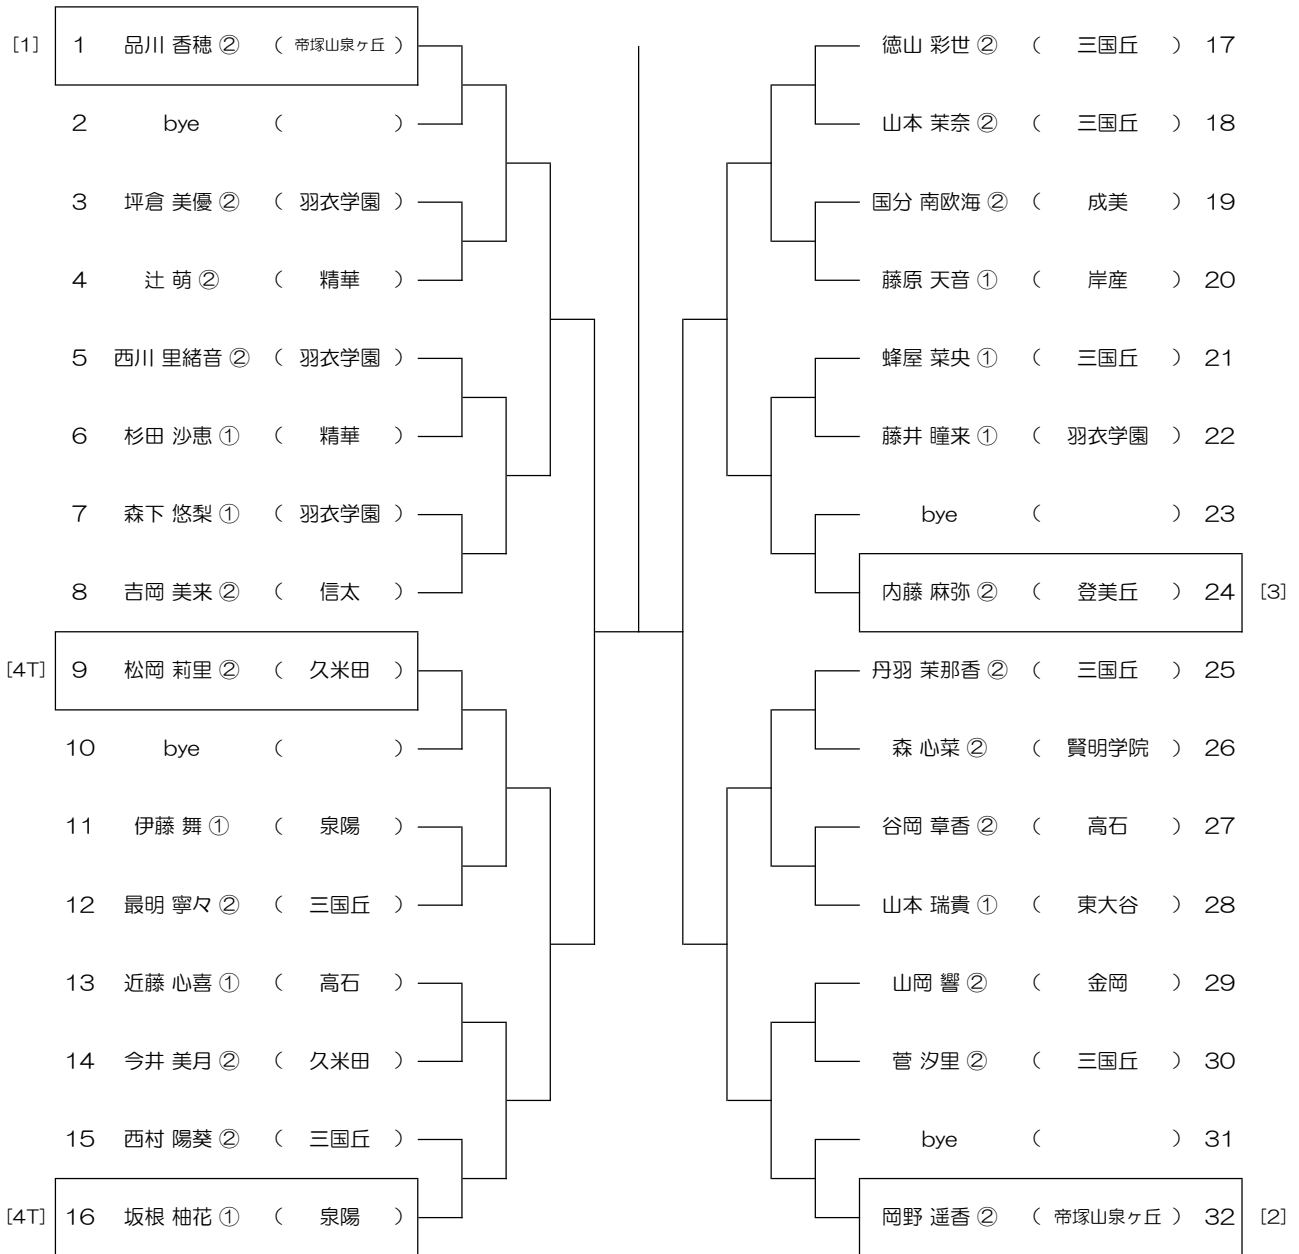 [1] 1 品川 香穂 ② ( 帝塚山泉ヶ丘 )
2 bye ( )
3 坪倉 美優 ② ( 羽衣学園 )
4 辻 萌 ② ( 精華 )
5 西川 里緒音 ② ( 羽衣学園 )
6 杉田 沙恵 ① ( 精華 )
7 森下 悠梨 ① ( 羽衣学園 )
8 吉岡 美来 ② ( 信太 )
[4T] 9 松岡 莉里 ② ( 久米田 )
10 bye ( )
11 伊藤 舞 ① ( 泉陽 )
12 最明 寧々 ② ( 三国丘 )
13 近藤 心喜 ① ( 高石 )
14 今井 美月 ② ( 久米田 )
15 西村 陽葵 ② ( 三国丘 )
[4T] 16 坂根 柚花 ① ( 泉陽 )
徳山 彩世 ② ( 三国丘 ) 17
山本 茉奈 ② ( 三国丘 ) 18
国分 南欧海 ② ( 成美 ) 19
藤原 天音 ① ( 岸産 ) 20
蜂屋 菜央 ① ( 三国丘 ) 21
藤井 瞳来 ① ( 羽衣学園 ) 22
bye ( ) 23
内藤 麻弥 ② ( 登美丘 ) 24 [3]
丹羽 茉那香 ② ( 三国丘 ) 25
森 心菜 ② ( 賢明学院 ) 26
谷岡 章香 ② ( 高石 ) 27
山本 瑞貴 ① ( 東大谷 ) 28
山岡 響 ② ( 金岡 ) 29
菅 汐里 ② ( 三国丘 ) 30
bye ( ) 31
岡野 遥香 ② ( 帝塚山泉ヶ丘 ) 32 [2]